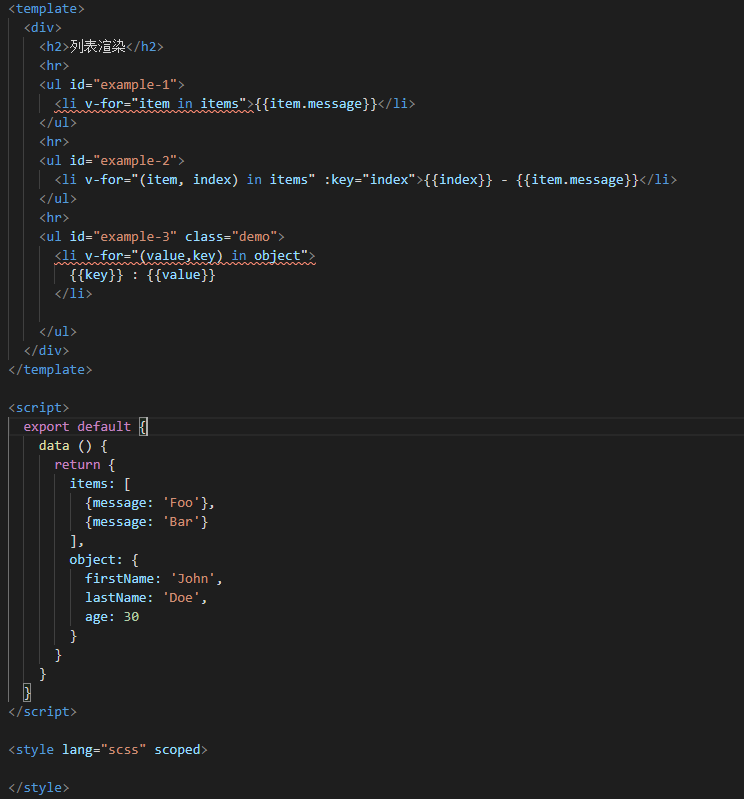 <template>
<div>
<h2>列表渲染</h2>
<hr>
<ul id="example-1">
<li v-for="item in items">{{item.message}}</li>
</ul>
<hr>
<ul id="example-2">
<li v-for="(item, index) in items" :key="index">{{index}} - {{item.message}}</li>
</ul>
<hr>
<ul id="example-3" class="demo">
<li v-for="(value,key) in object">
{{key}} : {{value}}
</li>
</ul>
</div>
</template>
<script>
export default {
data () {
return {
items: [
{message: 'Foo'},
{message: 'Bar'}
],
object: {
firstName: 'John',
lastName: 'Doe',
age: 30
}
}
}
}
</script>
<style lang="scss" scoped>
</style>